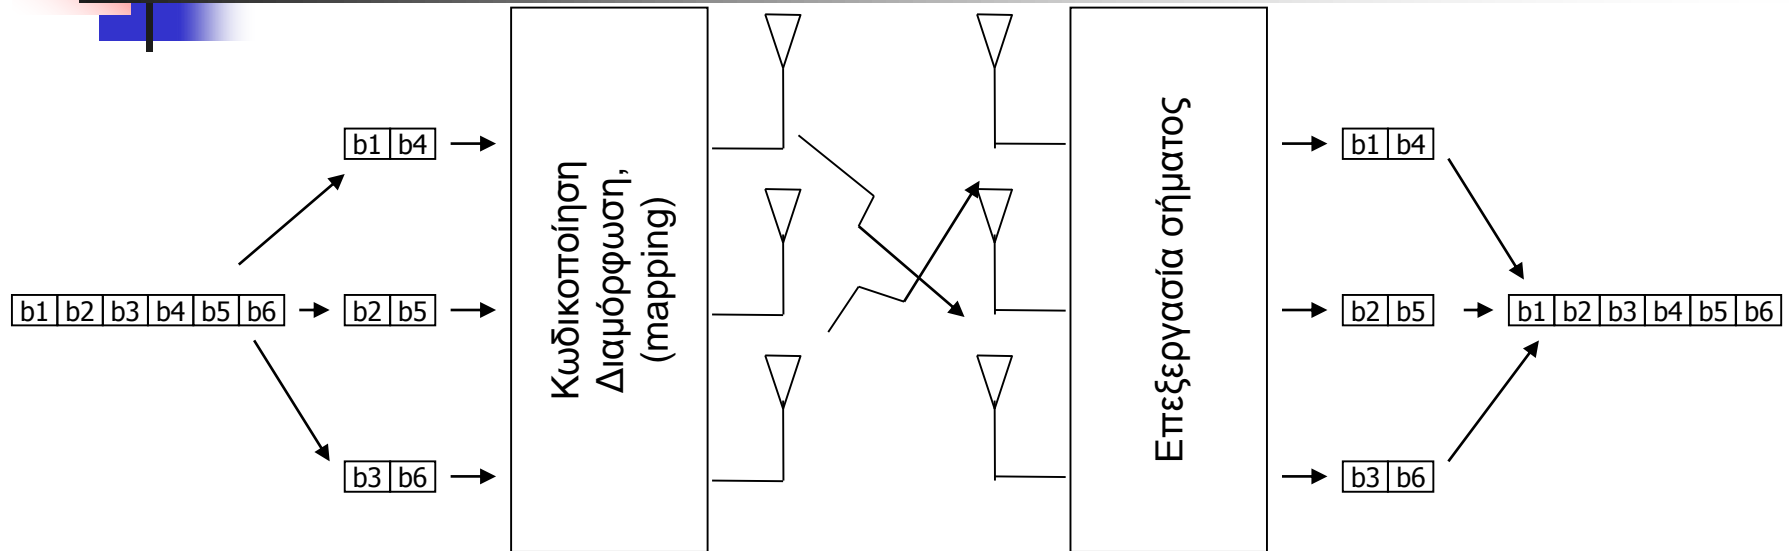 b1 b4
b2 b5
b3 b6
b1 b2 b3 b4 b5 b6
Κωδικοποίηση
Διαμόρφωση,
(mapping)
Επεξεργασία σήματος
b1 b4
b2 b5
b3 b6
b1 b2 b3 b4 b5 b6